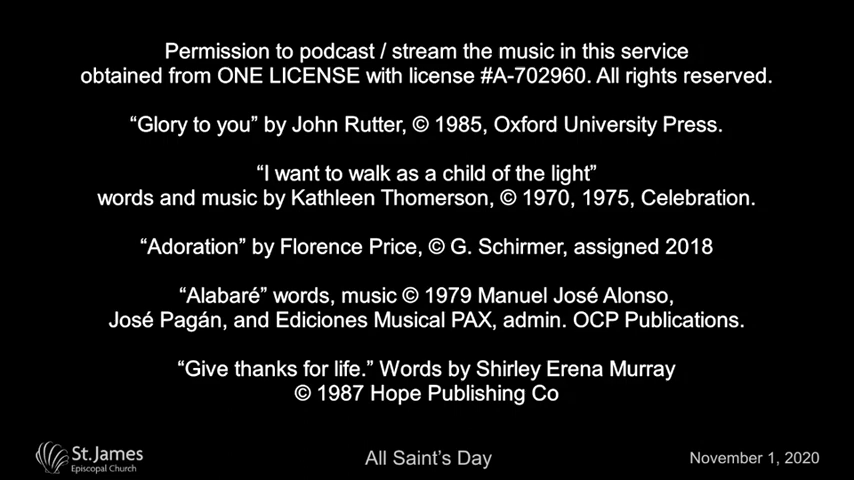 Permission to podcast / stream the music in this service
obtained from ONE LICENSE with license #A-702960. All rights reserved.
“Glory to you” by John Rutter, © 1985, Oxford University Press.
“I want to walk as a child of the light”
words and music by Kathleen Thomerson, © 1970, 1975, Celebration.
“Adoration” by Florence Price, © G. Schirmer, assigned 2018
“Alabaré” words, music © 1979 Manuel José Alonso,
José Pagán, and Ediciones Musical PAX, admin. OCP Publications.
“Give thanks for life.” Words by Shirley Erena Murray
© 1987 Hope Publishing Co
St.James
Episcopal Church
All Saint’s Day
November 1, 2020